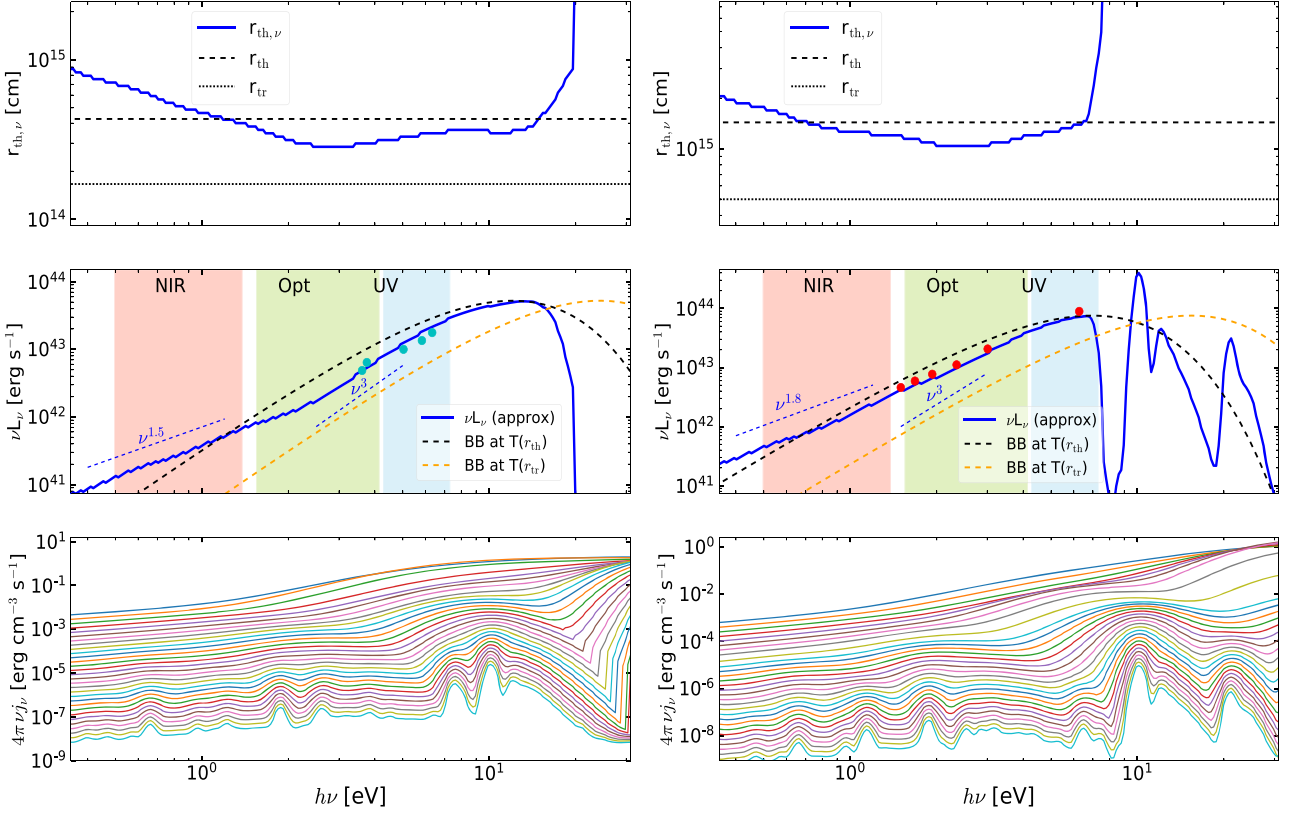 r_th,ν [cm]
10^15
10^14
r_th,ν
r_th
r_tr
r_th,ν [cm]
10^15
r_th,ν
r_th
r_tr
νL_ν [erg s^−1]
10^44
10^43
10^42
10^41
NIR
Opt
UV
ν^1.5
ν^3
νL_ν (approx)
BB at T(r_th)
BB at T(r_tr)
νL_ν [erg s^−1]
10^44
10^43
10^42
10^41
NIR
Opt
UV
ν^1.8
ν^3
νL_ν (approx)
BB at T(r_th)
BB at T(r_tr)
4π νj_ν [erg cm^−3 s^−1]
10^1
10^−1
10^−3
10^−5
10^−7
10^−9
10^0
10^1
hν [eV]
4π νj_ν [erg cm^−3 s^−1]
10^0
10^−2
10^−4
10^−6
10^−8
10^0
10^1
hν [eV]